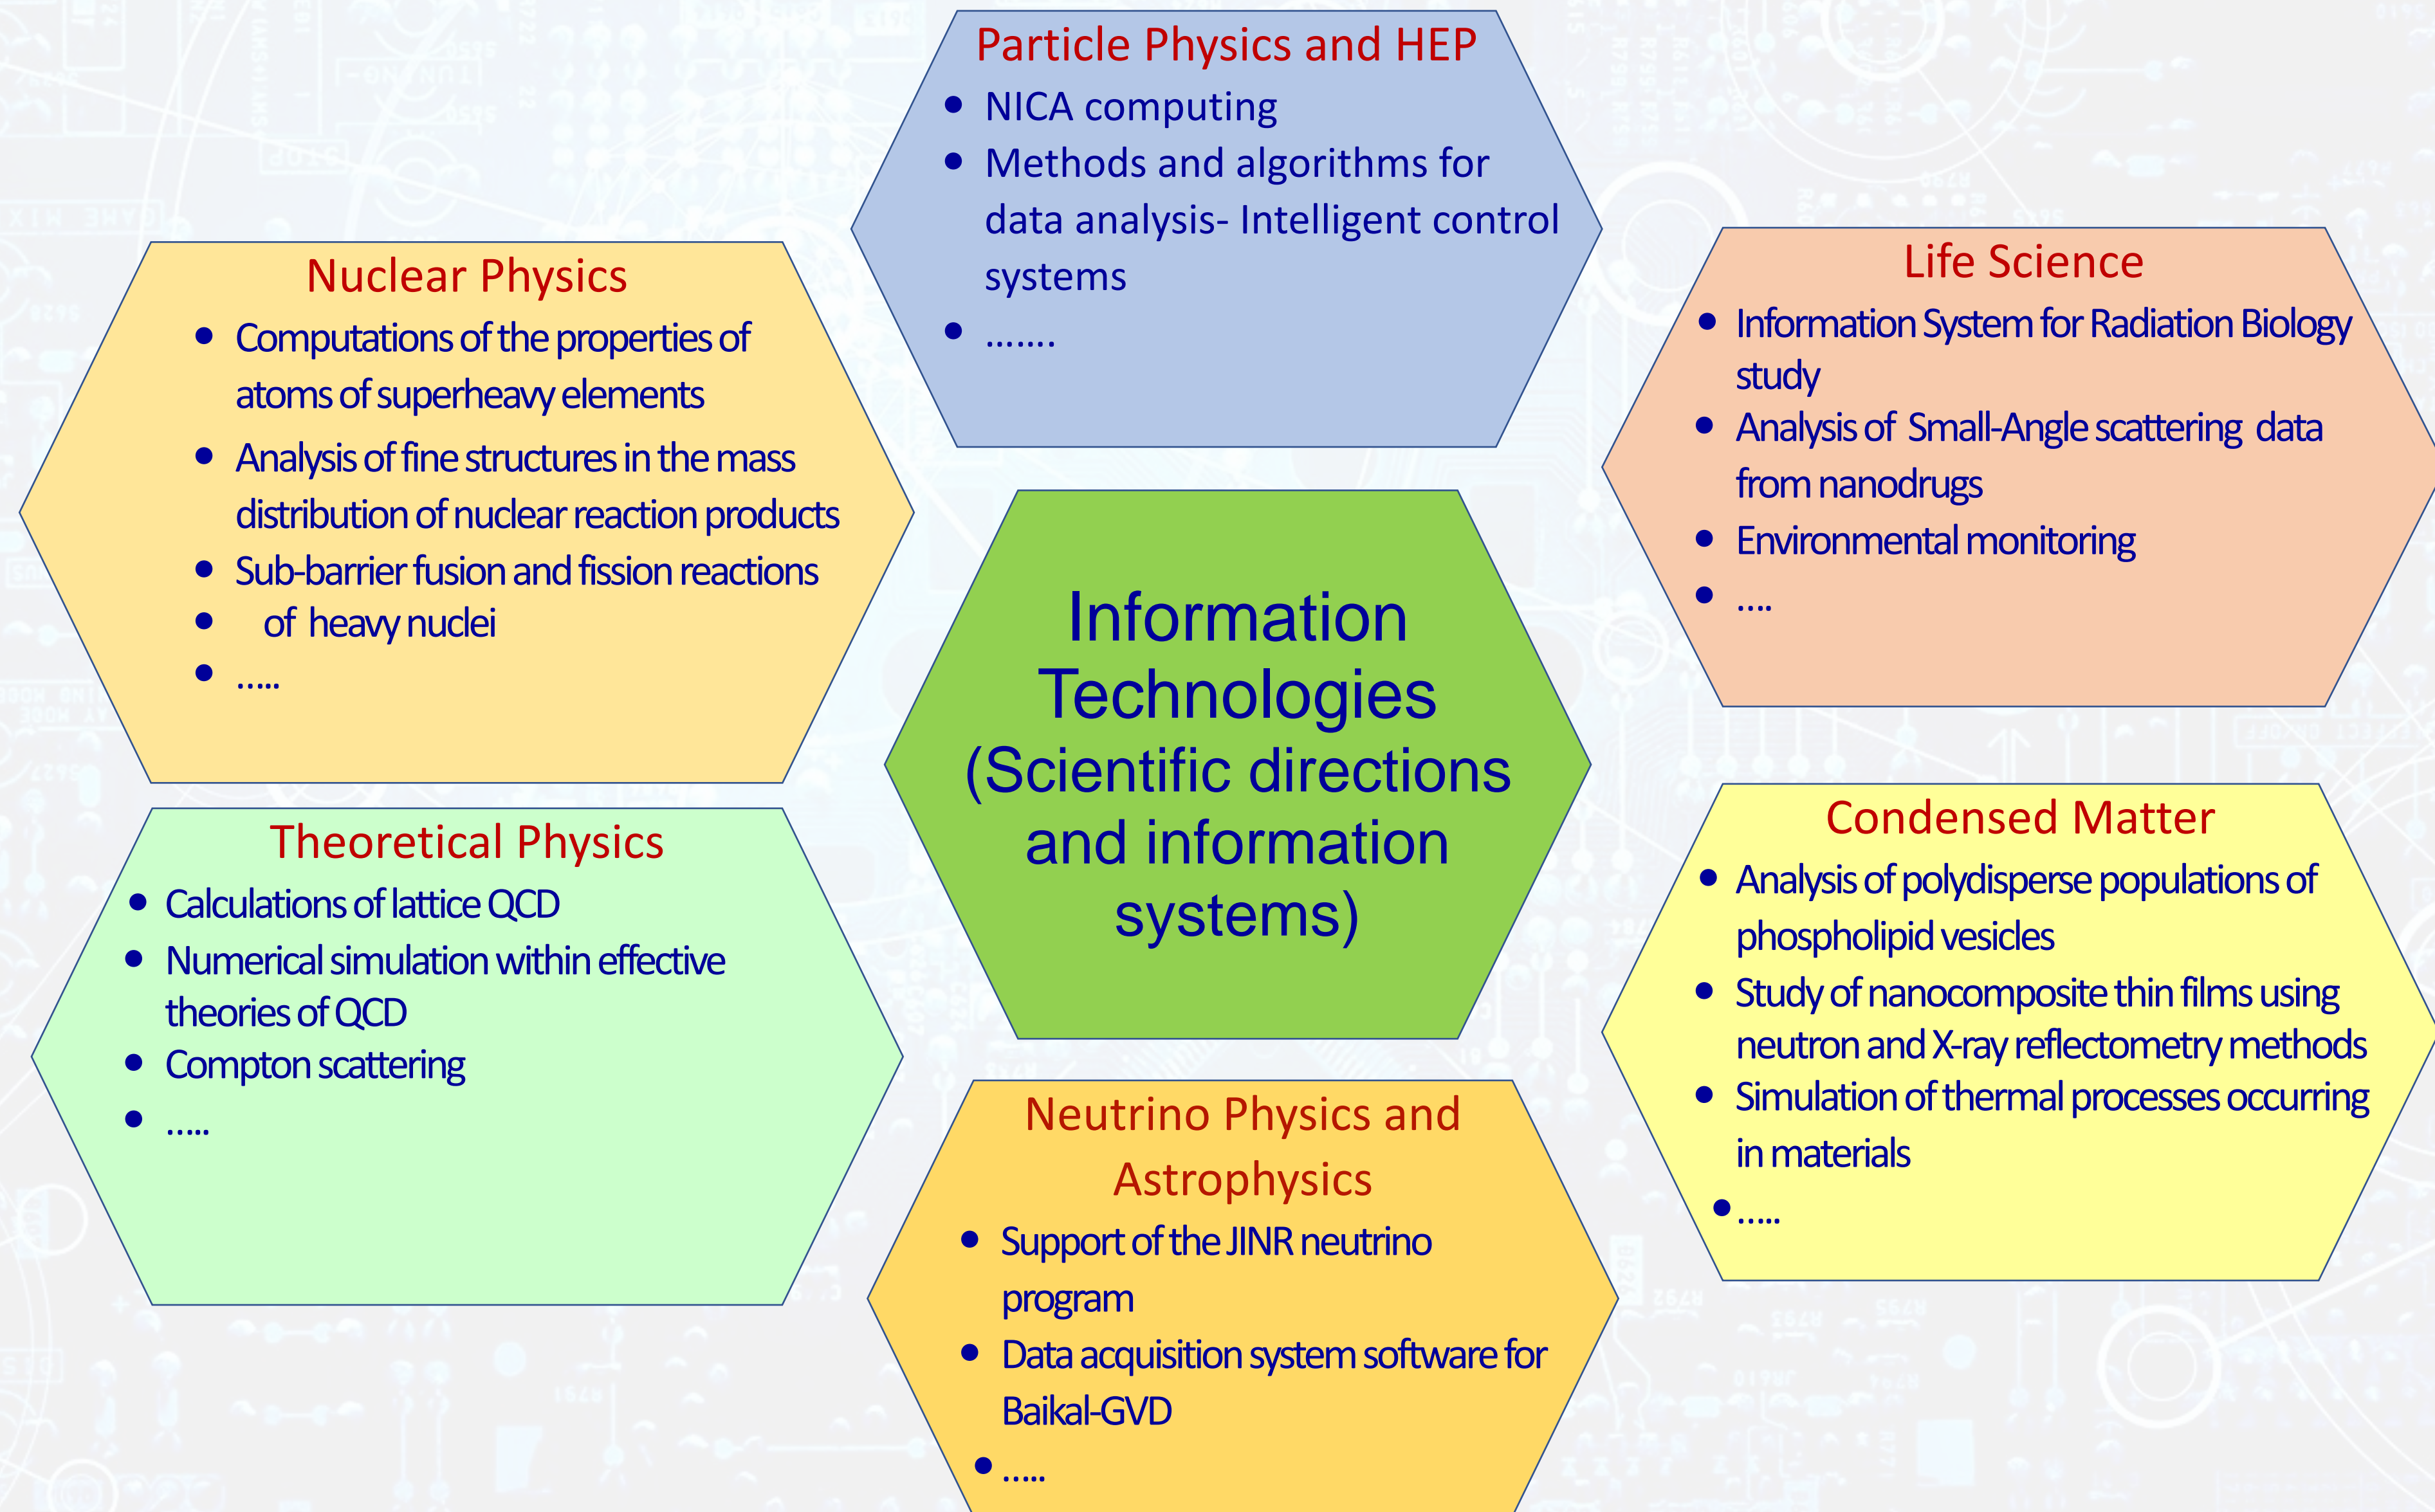 Particle Physics and HEP
● NICA computing
● Methods and algorithms for
data analysis- Intelligent control
systems
● .......
Nuclear Physics
● Computations of the properties of
atoms of superheavy elements
● Analysis of fine structures in the mass
distribution of nuclear reaction products
● Sub-barrier fusion and fission reactions
● of heavy nuclei
● .....
Life Science
● Information System for Radiation Biology
study
● Analysis of Small-Angle scattering data
from nanodrugs
● Environmental monitoring
● ....
Information
Technologies
(Scientific directions
and information
systems)
Theoretical Physics
● Calculations of lattice QCD
● Numerical simulation within effective
theories of QCD
● Compton scattering
● .....
Condensed Matter
● Analysis of polydisperse populations of
phospholipid vesicles
● Study of nanocomposite thin films using
neutron and X-ray reflectometry methods
● Simulation of thermal processes occurring
in materials
● .....
Neutrino Physics and
Astrophysics
● Support of the JINR neutrino
program
● Data acquisition system software for
Baikal-GVD
● .....